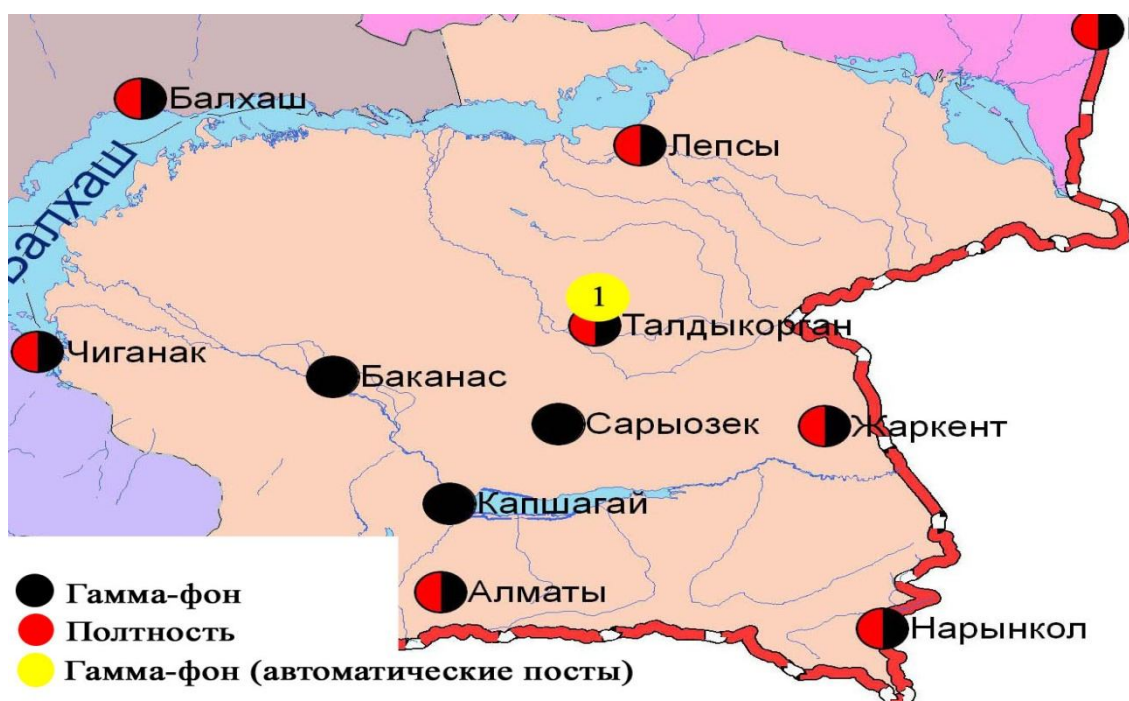 Балхаш
Лепсы
Балхаш
1
Талдыкорган
Чиганак
Баканас
Сарыозек
Жаркент
Капшагай
Алматы
Нарынкол
Гамма-фон
Полтность
Гамма-фон (автоматические посты)